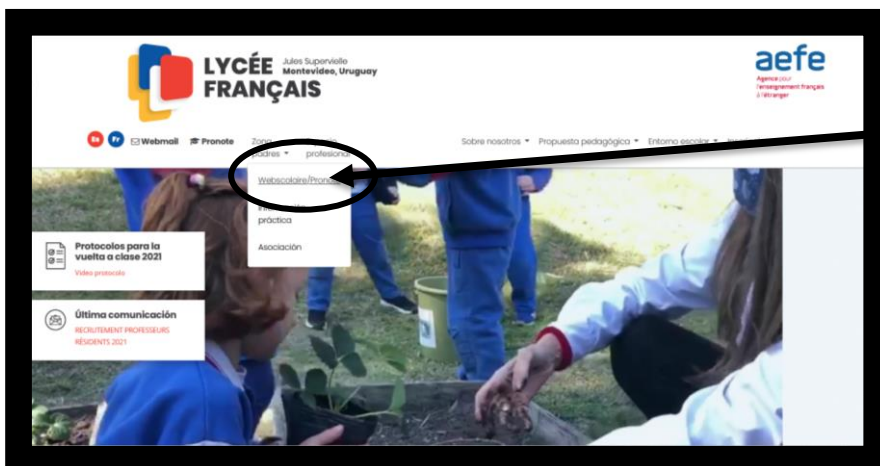 LYCÉE
FRANÇAIS
Jules Supervielle
Montevideo, Uruguay
aefe
Agence pour
l'enseignement français
à l'étranger
Es Fr Webmail Pronote
Zona
padres
profesional
Sobre nosotros Propuesta pedagógica Entorno escolar
Webscolaire/Pronote
práctica
Asociación
Protocolos para la
vuelta a clase 2021
Video protocolo
Última comunicación
RECRUTEMENT PROFESSEURS
RÉSIDENTS 2021